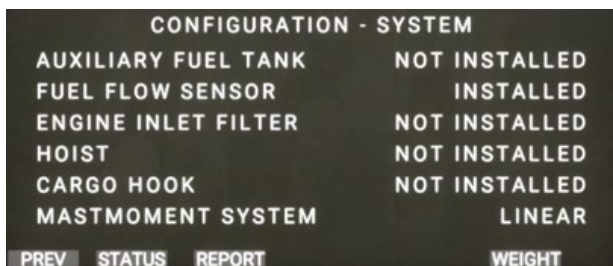 CONFIGURATION - SYSTEM
AUXILIARY FUEL TANK NOT INSTALLED
FUEL FLOW SENSOR INSTALLED
ENGINE INLET FILTER NOT INSTALLED
HOIST NOT INSTALLED
CARGO HOOK NOT INSTALLED
MASTMOMENT SYSTEM LINEAR
PREV STATUS REPORT WEIGHT